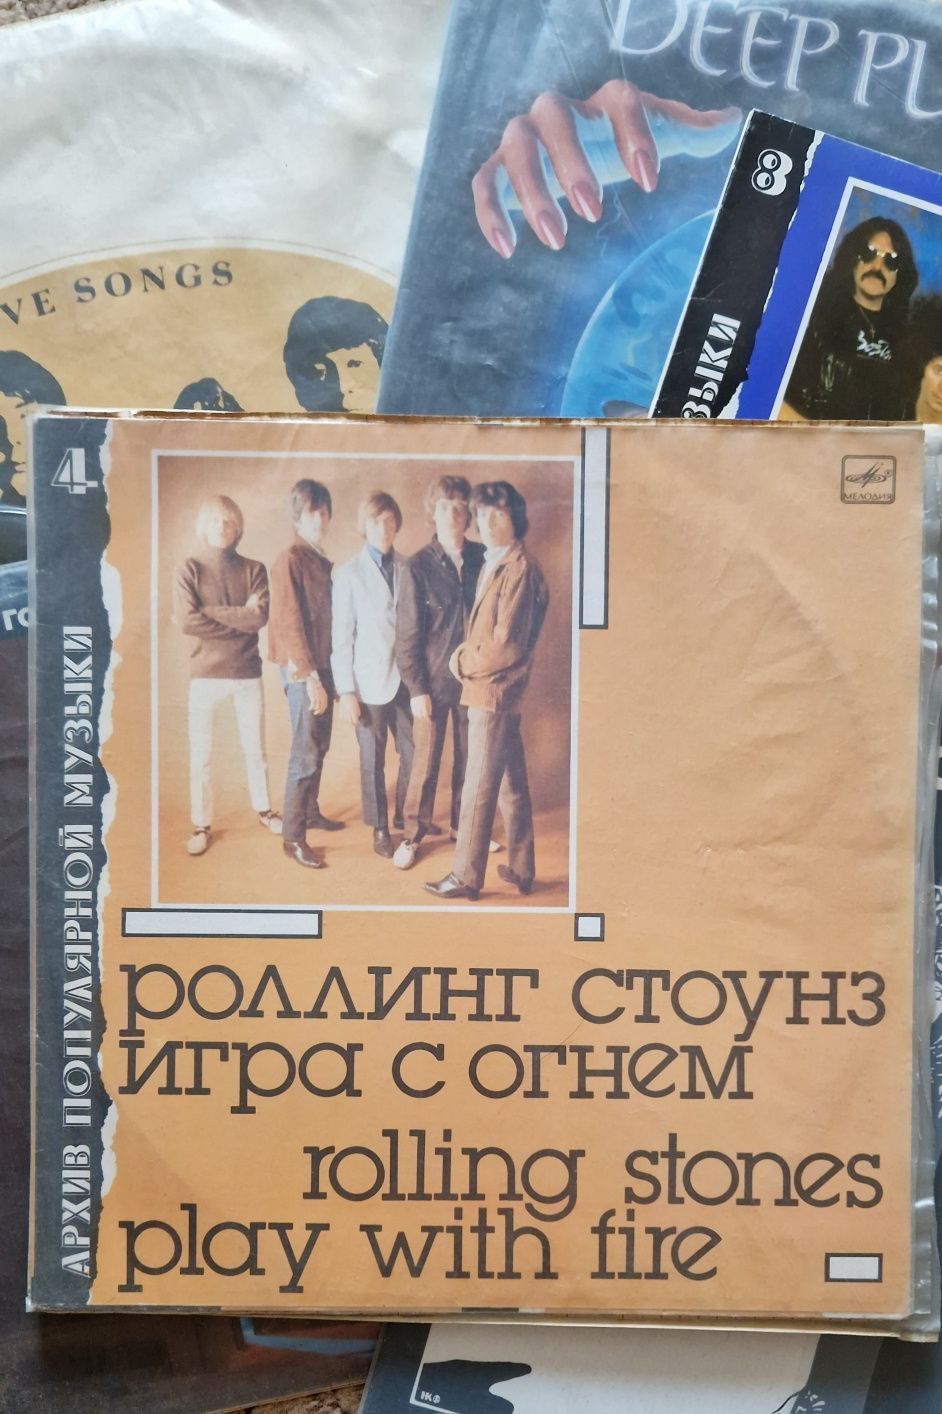 DEEP PU
8
ЗЫКИ
VE SONGS
4
МЕЛОДИЯ
АРХИВ ПОПУЛЯРНОЙ МУЗЫКИ
РОЛЛИНГ СТОУНЗ
ИГРА С ОГНЕМ
rolling stones
play with fire